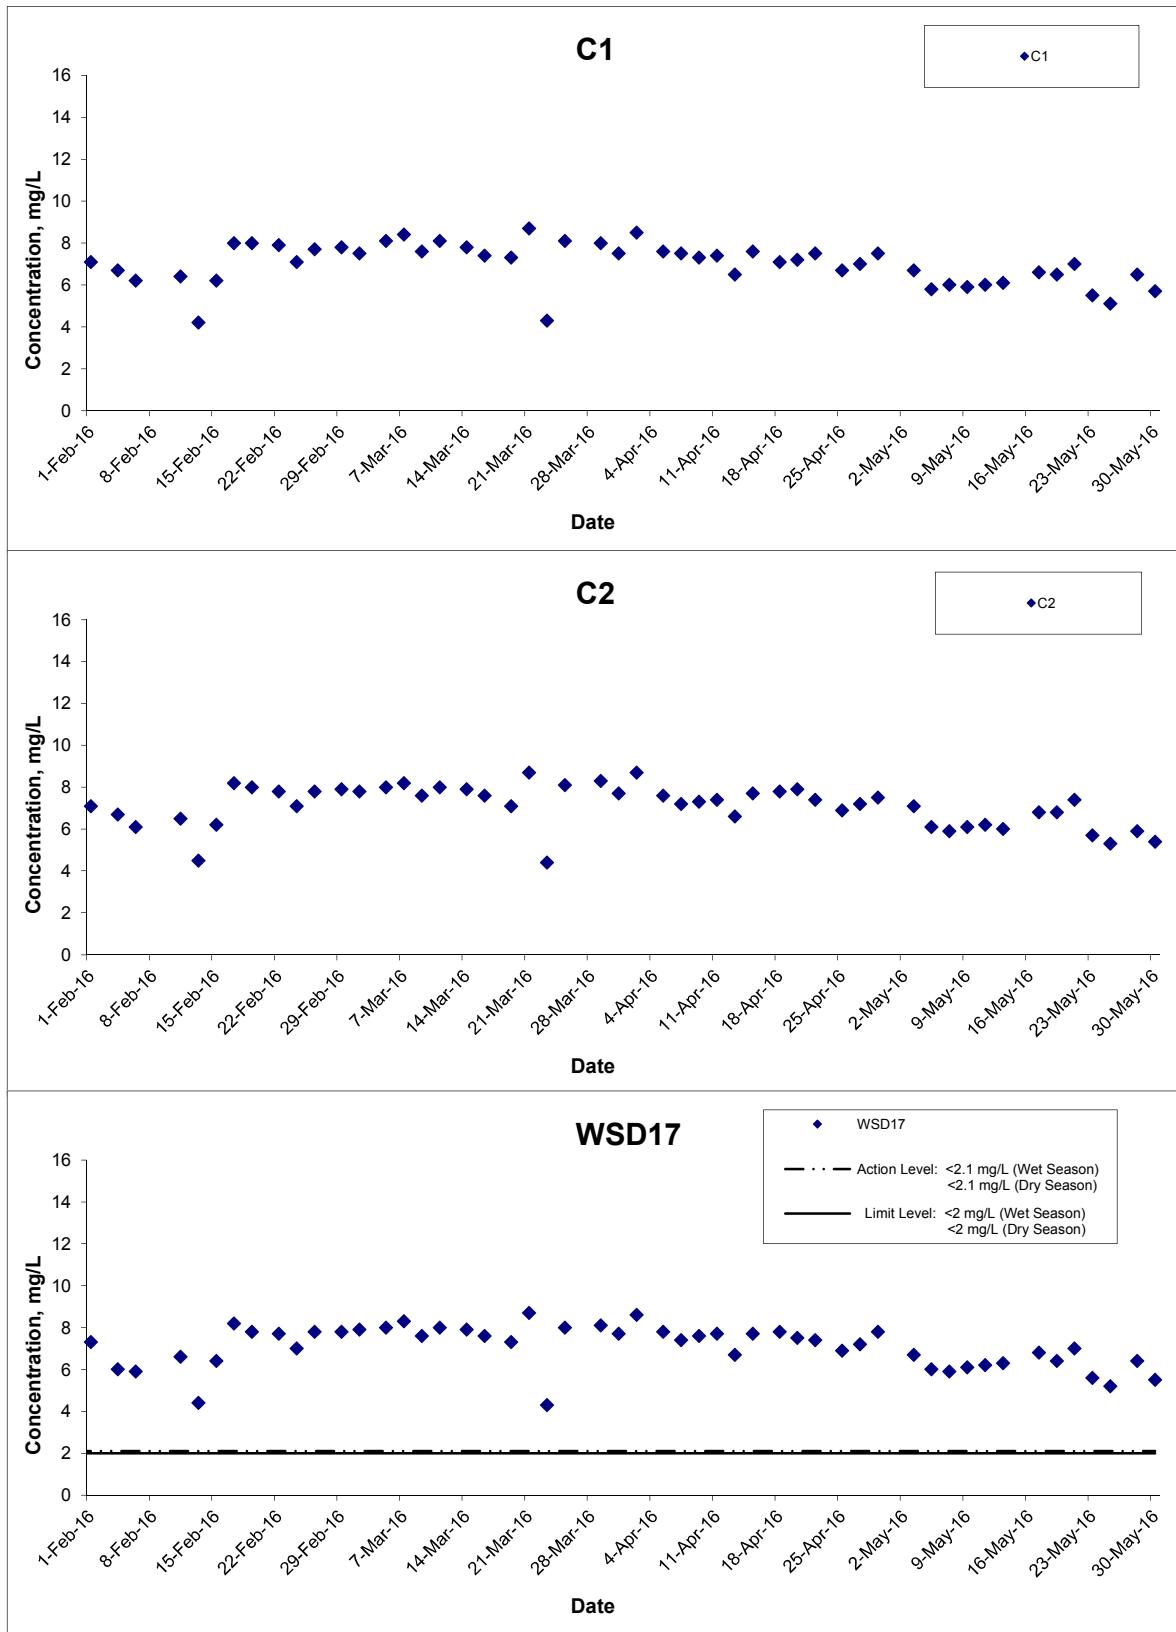 C1
C1
16
14
12
10
8
6
4
2
0
Concentration, mg/L
1-Feb-16
8-Feb-16
15-Feb-16
22-Feb-16
29-Feb-16
7-Mar-16
14-Mar-16
21-Mar-16
28-Mar-16
4-Apr-16
11-Apr-16
18-Apr-16
25-Apr-16
2-May-16
9-May-16
16-May-16
23-May-16
30-May-16
Date
C2
C2
16
14
12
10
8
6
4
2
0
Concentration, mg/L
1-Feb-16
8-Feb-16
15-Feb-16
22-Feb-16
29-Feb-16
7-Mar-16
14-Mar-16
21-Mar-16
28-Mar-16
4-Apr-16
11-Apr-16
18-Apr-16
25-Apr-16
2-May-16
9-May-16
16-May-16
23-May-16
30-May-16
Date
WSD17
WSD17
Action Level: <2.1 mg/L (Wet Season)
<2.1 mg/L (Dry Season)
Limit Level: <2 mg/L (Wet Season)
<2 mg/L (Dry Season)
16
14
12
10
8
6
4
2
0
Concentration, mg/L
1-Feb-16
8-Feb-16
15-Feb-16
22-Feb-16
29-Feb-16
7-Mar-16
14-Mar-16
21-Mar-16
28-Mar-16
4-Apr-16
11-Apr-16
18-Apr-16
25-Apr-16
2-May-16
9-May-16
16-May-16
23-May-16
30-May-16
Date